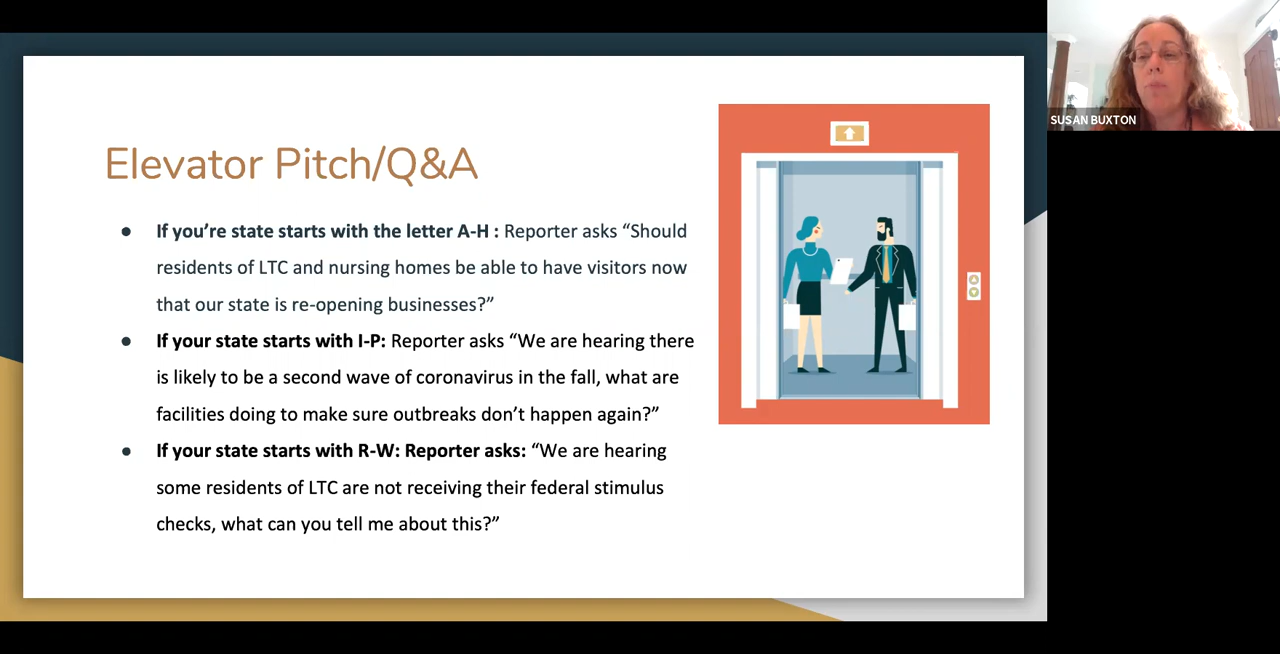 Elevator Pitch/Q&A
● If you’re state starts with the letter A-H : Reporter asks “Should
residents of LTC and nursing homes be able to have visitors now
that our state is re-opening businesses?”
● If your state starts with I-P: Reporter asks “We are hearing there
is likely to be a second wave of coronavirus in the fall, what are
facilities doing to make sure outbreaks don’t happen again?”
● If your state starts with R-W: Reporter asks: “We are hearing
some residents of LTC are not receiving their federal stimulus
checks, what can you tell me about this?”
SUSAN BUXTON